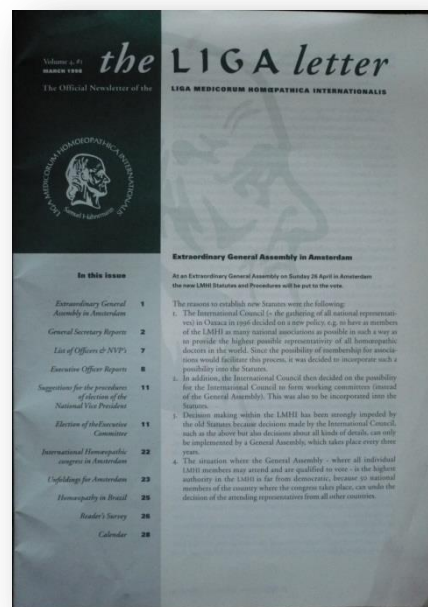 Volume 4, #1
MARCH 1998
the LIGA letter
The Official Newsletter of the LIGA MEDICORUM HOMŒOPATHICA INTERNATIONALIS
LIGA MEDICORUM HOMOEOPATHICA INTERNATIONALIS
Samuel Hahnemann
In this issue
Extraordinary General 1
Assembly in Amsterdam
General Secretary Reports 2
List of Officers & NVP's 7
Executive Officer Reports 8
Suggestions for the procedures 11
of election of the
National Vice President
Election of the Executive 11
Committee
International Homœopathic 22
congress in Amsterdam
Unfoldings for Amsterdam 23
Homœopathy in Brazil 25
Reader's Survey 26
Calendar 28
Extraordinary General Assembly in Amsterdam
At an Extraordinary General Assembly on Sunday 26 April in Amsterdam
the new LMHI Statutes and Procedures will be put to the vote.
The reasons to establish new Statutes were the following:
1. The International Council (= the gathering of all national representati-
ves) in Oaxaca in 1996 decided on a new policy, e.g. to have as members
of the LMHI as many national associations as possible in such a way as
to provide the highest possible representativity of all homeopathic
doctors in the world. Since the possibility of membership for associa-
tions would facilitate this process, it was decided to incorporate such a
possibility into the Statutes.
2. In addition, the International Council then decided on the possibility
for the International Council to form working committees (instead
of the General Assembly). This was also to be incorporated into the
Statutes.
3. Decision making within the LMHI has been strongly impeded by
the old Statutes because decisions made by the International Council,
such as the above but also decisions about all kinds of details, can only
be implemented by a General Assembly, which takes place every three
years.
4. The situation where the General Assembly - where all individual
LMHI members may attend and are qualified to vote - is the highest
authority in the LMHI is far from democratic, because 50 national
members of the country where the congress takes place, can undo the
decision of the attending representatives from all other countries.